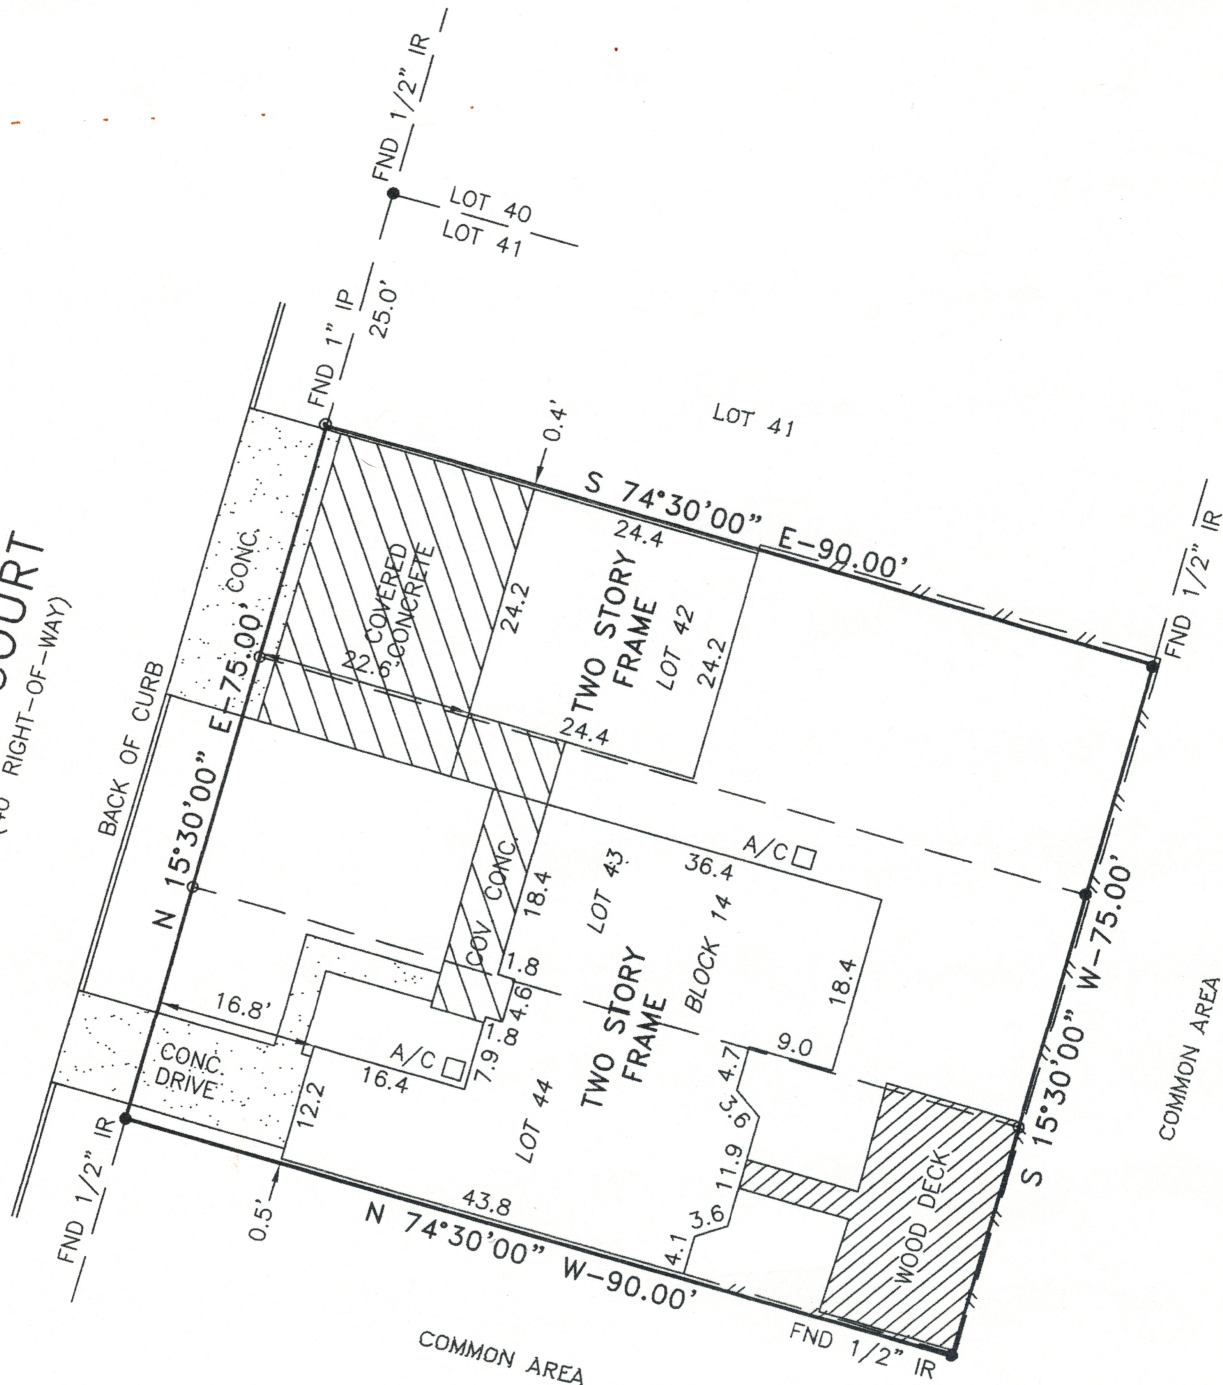 FND 1/2" IR
LOT 40
LOT 41
FND 1" IP
25.0'
LOT 41
0.4'
S 74°30'00" E-90.00'
FND 1/2" IR
COURT
RIGHT-OF-WAY)
BACK OF CURB
CONC.
COVERED
CONCRETE
24.4
24.2
TWO STORY
FRAME
LOT 42
24.2
22.6'
24.4
N 15°30'00" E-75.00'
COV. CONC.
18.4
LOT 43
A/C
36.4
BLOCK 14
18.4
S 15°30'00" W-75.00'
COMMON AREA
1.8
4.6
1.8
7.9
16.8'
A/C
16.4
CONC.
DRIVE
12.2
TWO STORY
FRAME
LOT 44
9.0
4.7
3.6
11.9
3.6
4.1
WOOD DECK
FND 1/2" IR
0.5'
43.8
N 74°30'00" W-90.00'
FND 1/2" IR
COMMON AREA